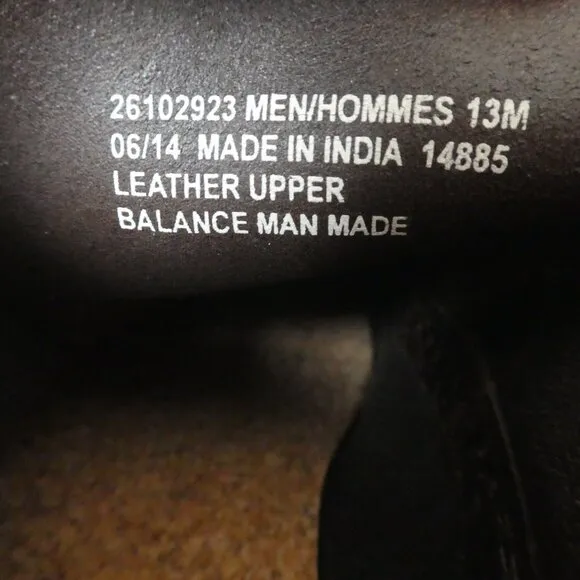 26102923 MEN/HOMMES 13M
06/14 MADE IN INDIA 14885
LEATHER UPPER
BALANCE MAN MADE